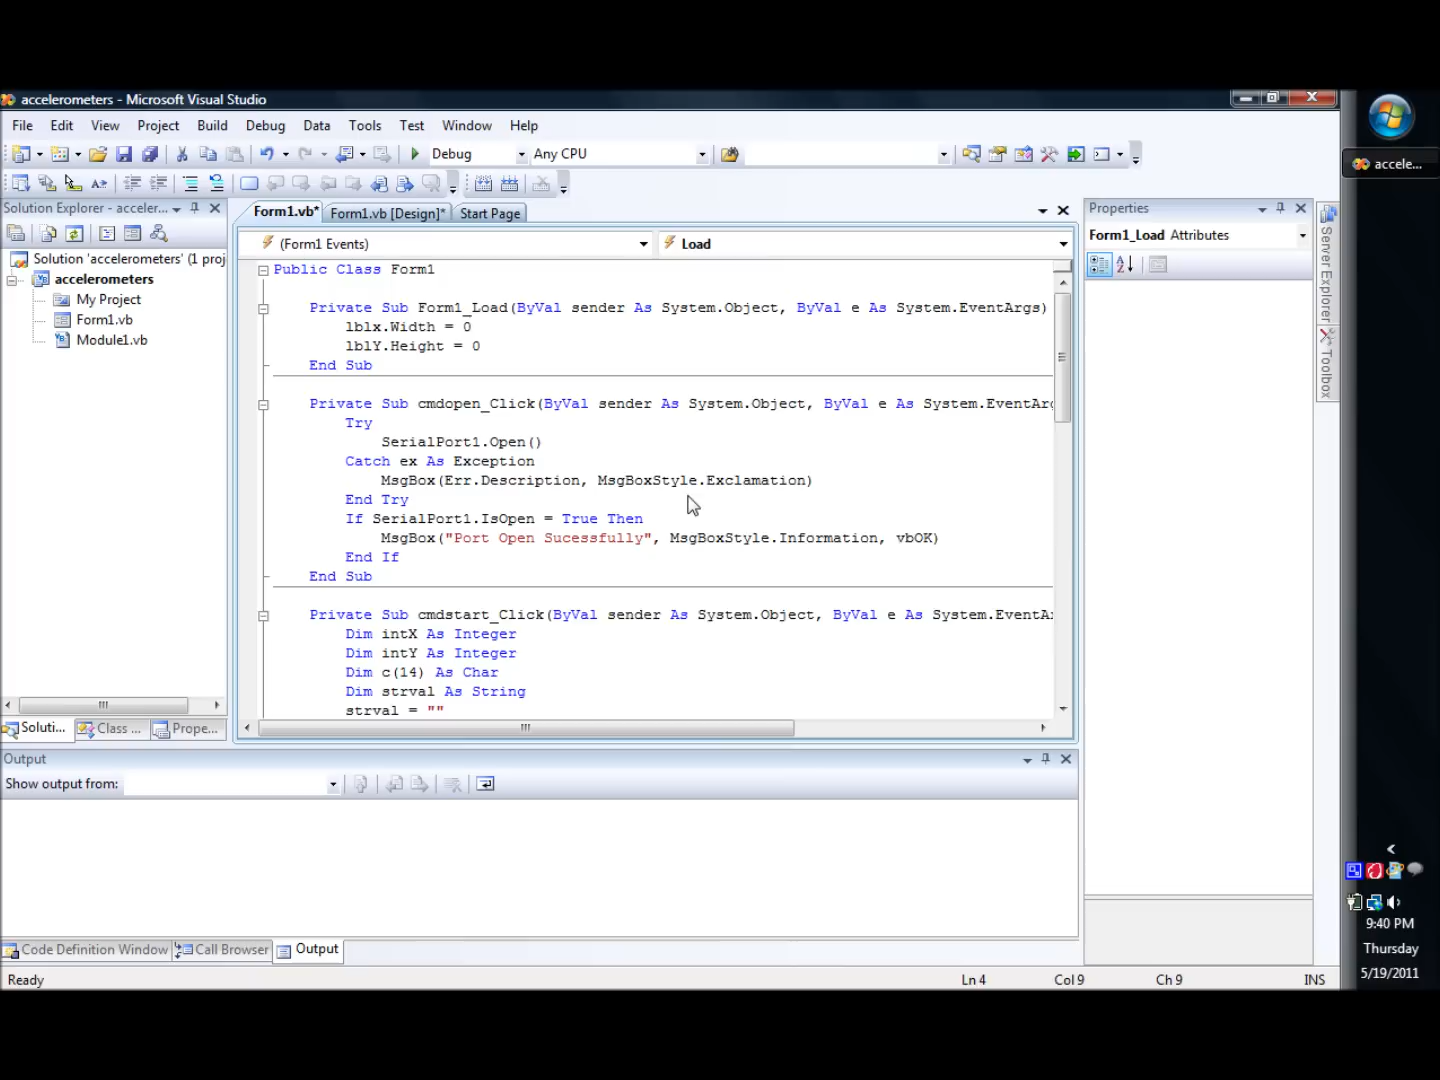 accelerometers - Microsoft Visual Studio
File Edit View Project Build Debug Data Tools Test Window Help
Debug Any CPU
Solution Explorer - acceler...
Form1.vb* Form1.vb [Design]* Start Page
Properties
(Form1 Events) Load
Form1_Load Attributes
Solution 'accelerometers' (1 proj
accelerometers
My Project
Form1.vb
Module1.vb
Public Class Form1
Private Sub Form1_Load(ByVal sender As System.Object, ByVal e As System.EventArgs)
lblx.Width = 0
lblY.Height = 0
End Sub
Private Sub cmdopen_Click(ByVal sender As System.Object, ByVal e As System.EventArg
Try
SerialPort1.Open()
Catch ex As Exception
MsgBox(Err.Description, MsgBoxStyle.Exclamation)
End Try
If SerialPort1.IsOpen = True Then
MsgBox("Port Open Sucessfully", MsgBoxStyle.Information, vbOK)
End If
End Sub
Private Sub cmdstart_Click(ByVal sender As System.Object, ByVal e As System.EventA
Dim intX As Integer
Dim intY As Integer
Dim c(14) As Char
Dim strval As String
strval = ""
Soluti... Class ... Prope...
Output
Show output from:
Code Definition Window Call Browser Output
Ready Ln 4 Col 9 Ch 9 INS
Server Explorer
Toolbox
accele...
9:40 PM
Thursday
5/19/2011